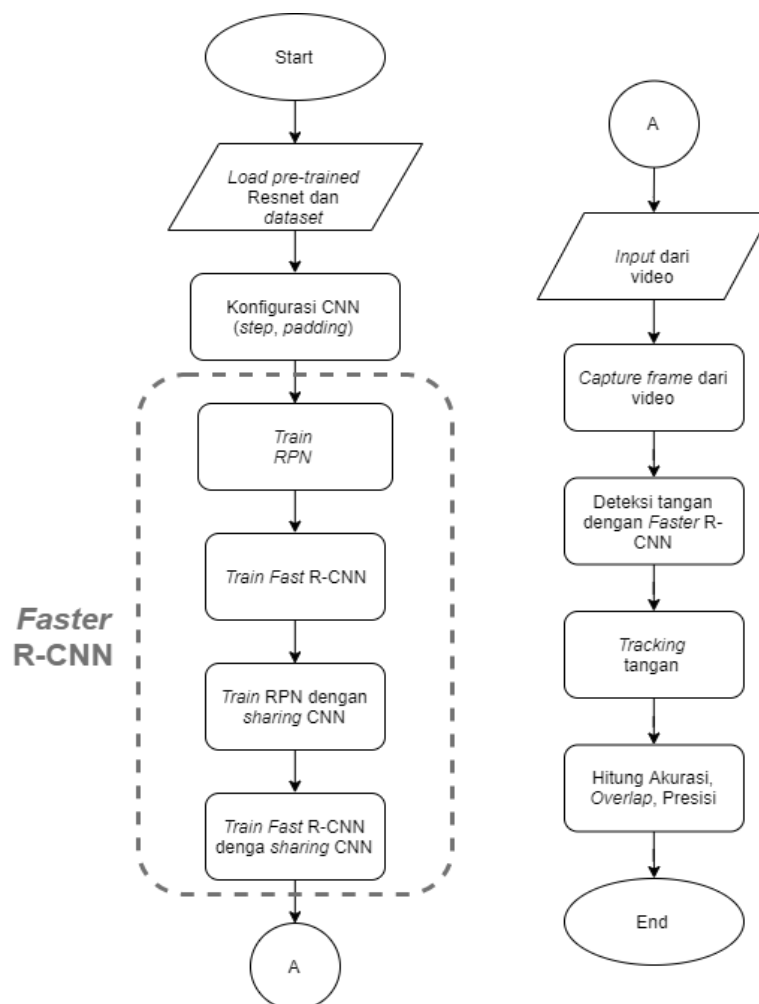 Start
Load pre-trained
Resnet dan
dataset
Konfigurasi CNN
(step, padding)
Faster
R-CNN
Train
RPN
Train Fast R-CNN
Train RPN dengan
sharing CNN
Train Fast R-CNN
denga sharing CNN
A
A
Input dari
video
Capture frame dari
video
Deteksi tangan
dengan Faster R-
CNN
Tracking
tangan
Hitung Akurasi,
Overlap, Presisi
End